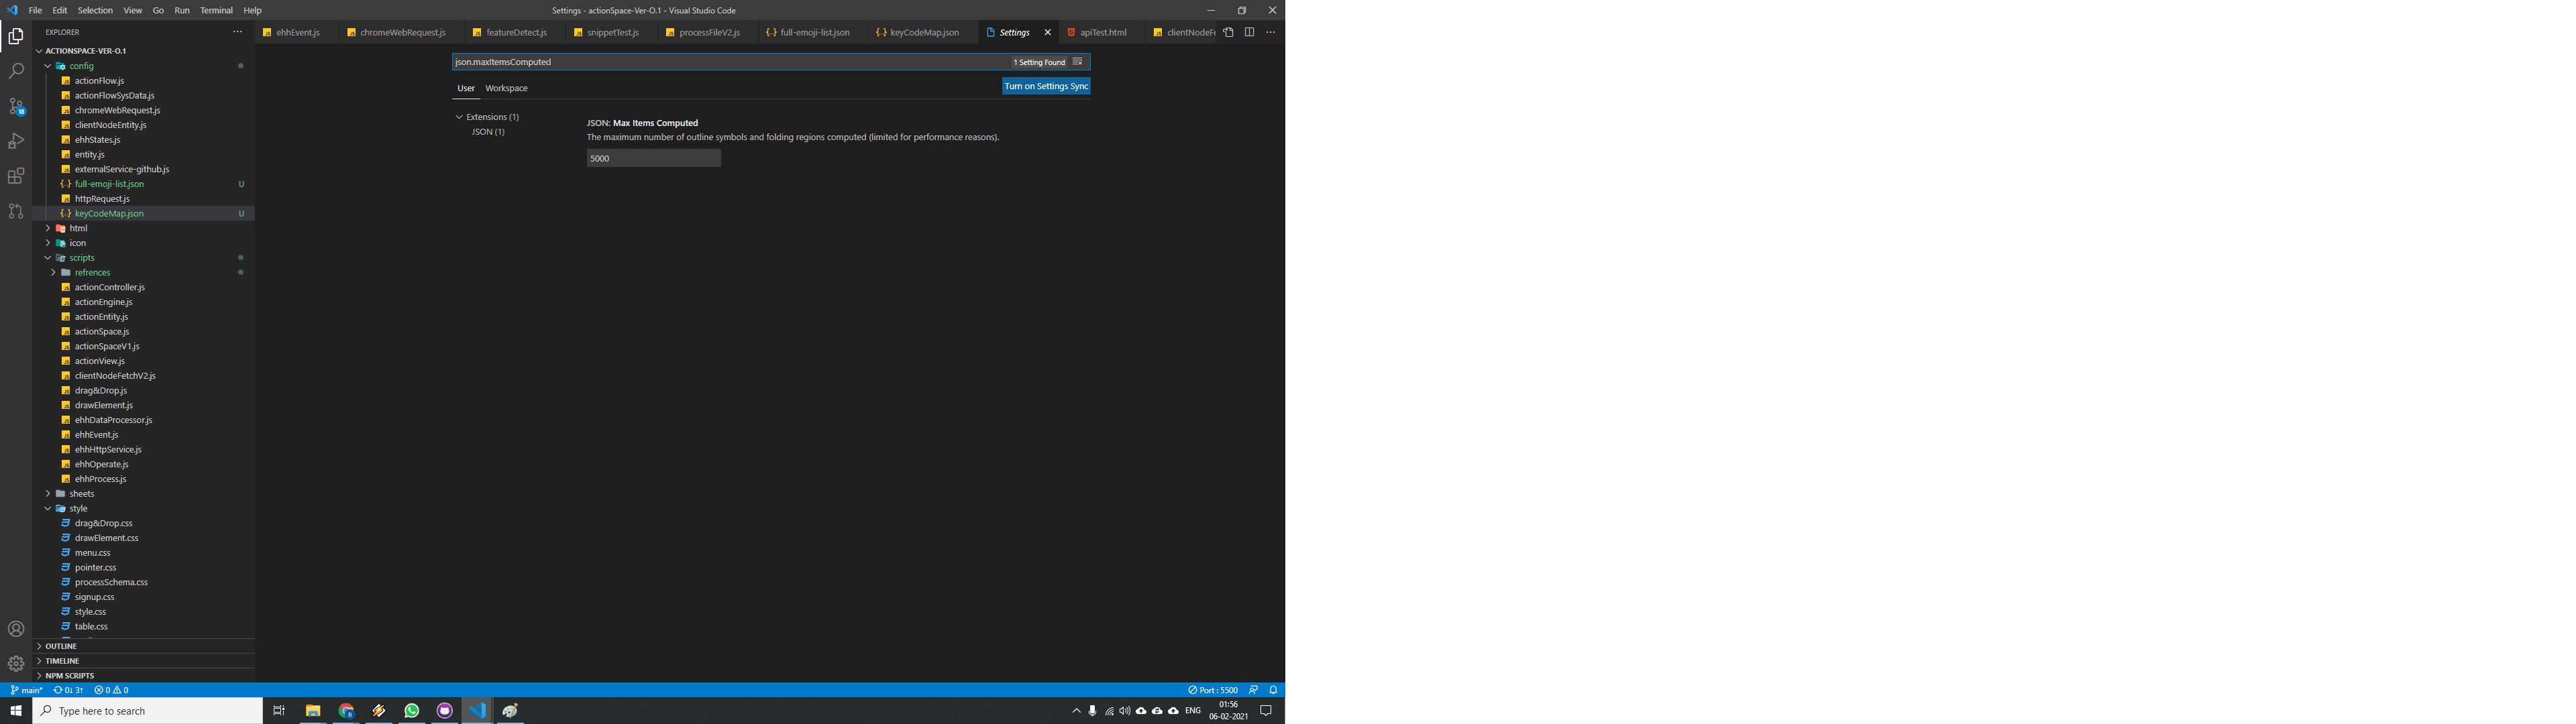 File Edit Selection View Go Run Terminal Help
Settings - actionSpace-Ver-O.1 - Visual Studio Code
EXPLORER
ehhEvent.js chromeWebRequest.js featureDetect.js snippetTest.js processFileV2.js full-emoji-list.json keyCodeMap.json Settings apiTest.html clientNodeFe
ACTIONSPACE-VER-O.1
config
actionFlow.js
actionFlowSysData.js
chromeWebRequest.js
clientNodeEntity.js
ehhStates.js
entity.js
externalService-github.js
full-emoji-list.json U
httpRequest.js
keyCodeMap.json U
html
icon
scripts
refrences
actionController.js
actionEngine.js
actionEntity.js
actionSpace.js
actionSpaceV1.js
actionView.js
clientNodeFetchV2.js
drag&Drop.js
drawElement.js
ehhDataProcessor.js
ehhEvent.js
ehhHttpService.js
ehhOperate.js
ehhProcess.js
sheets
style
drag&Drop.css
drawElement.css
menu.css
pointer.css
processSchema.css
signup.css
style.css
table.css
OUTLINE
TIMELINE
NPM SCRIPTS
json.maxItemsComputed
1 Setting Found
User Workspace
Turn on Settings Sync
Extensions (1)
JSON (1)
JSON: Max Items Computed
The maximum number of outline symbols and folding regions computed (limited for performance reasons).
5000
18
main* 0↓ 3↑ 0 0
Port : 5500
Type here to search
ENG
01:56
06-02-2021